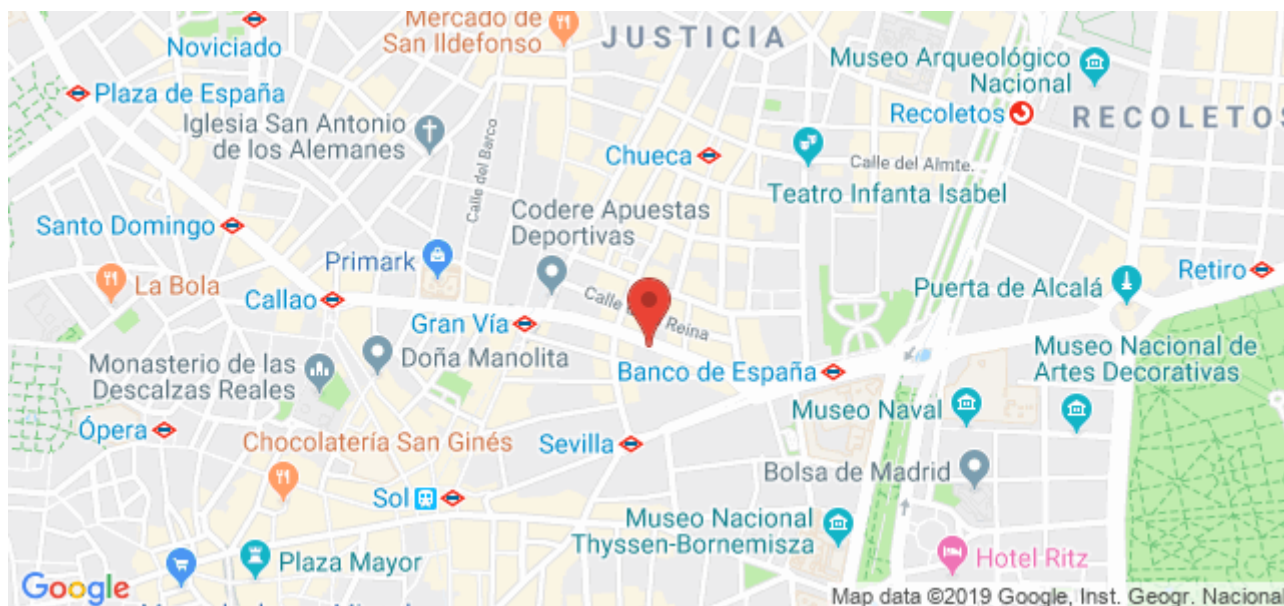 Mercado de
San Ildefonso
JUSTICIA
Noviciado
Museo Arqueológico
Nacional
Plaza de España
Recoletos
RECOLETOS
Iglesia San Antonio
de los Alemanes
Calle del Barco
Chueca
Calle del Almte.
Teatro Infanta Isabel
Santo Domingo
Codere Apuestas
Deportivas
Primark
La Bola
Callao
Calle
Reina
Puerta de Alcalá
Retiro
Gran Vía
Doña Manolita
Monasterio de las
Descalzas Reales
Banco de España
Museo Nacional de
Artes Decorativas
Museo Naval
Ópera
Chocolatería San Ginés
Sevilla
Bolsa de Madrid
Sol
Museo Nacional
Thyssen-Bornemisza
Plaza Mayor
Hotel Ritz
Google
Map data ©2019 Google, Inst. Geogr. Naciona